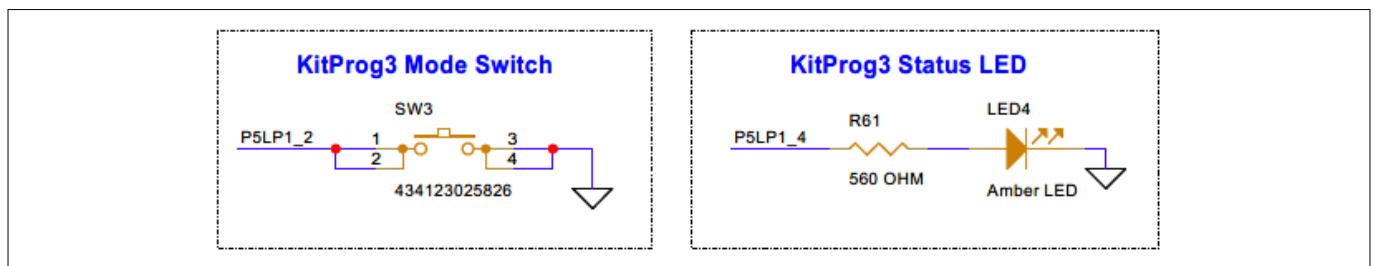 KitProg3 Mode Switch
SW3
P5LP1_2
1
3
2
4
434123025826
KitProg3 Status LED
LED4
R61
P5LP1_4
560 OHM
Amber LED